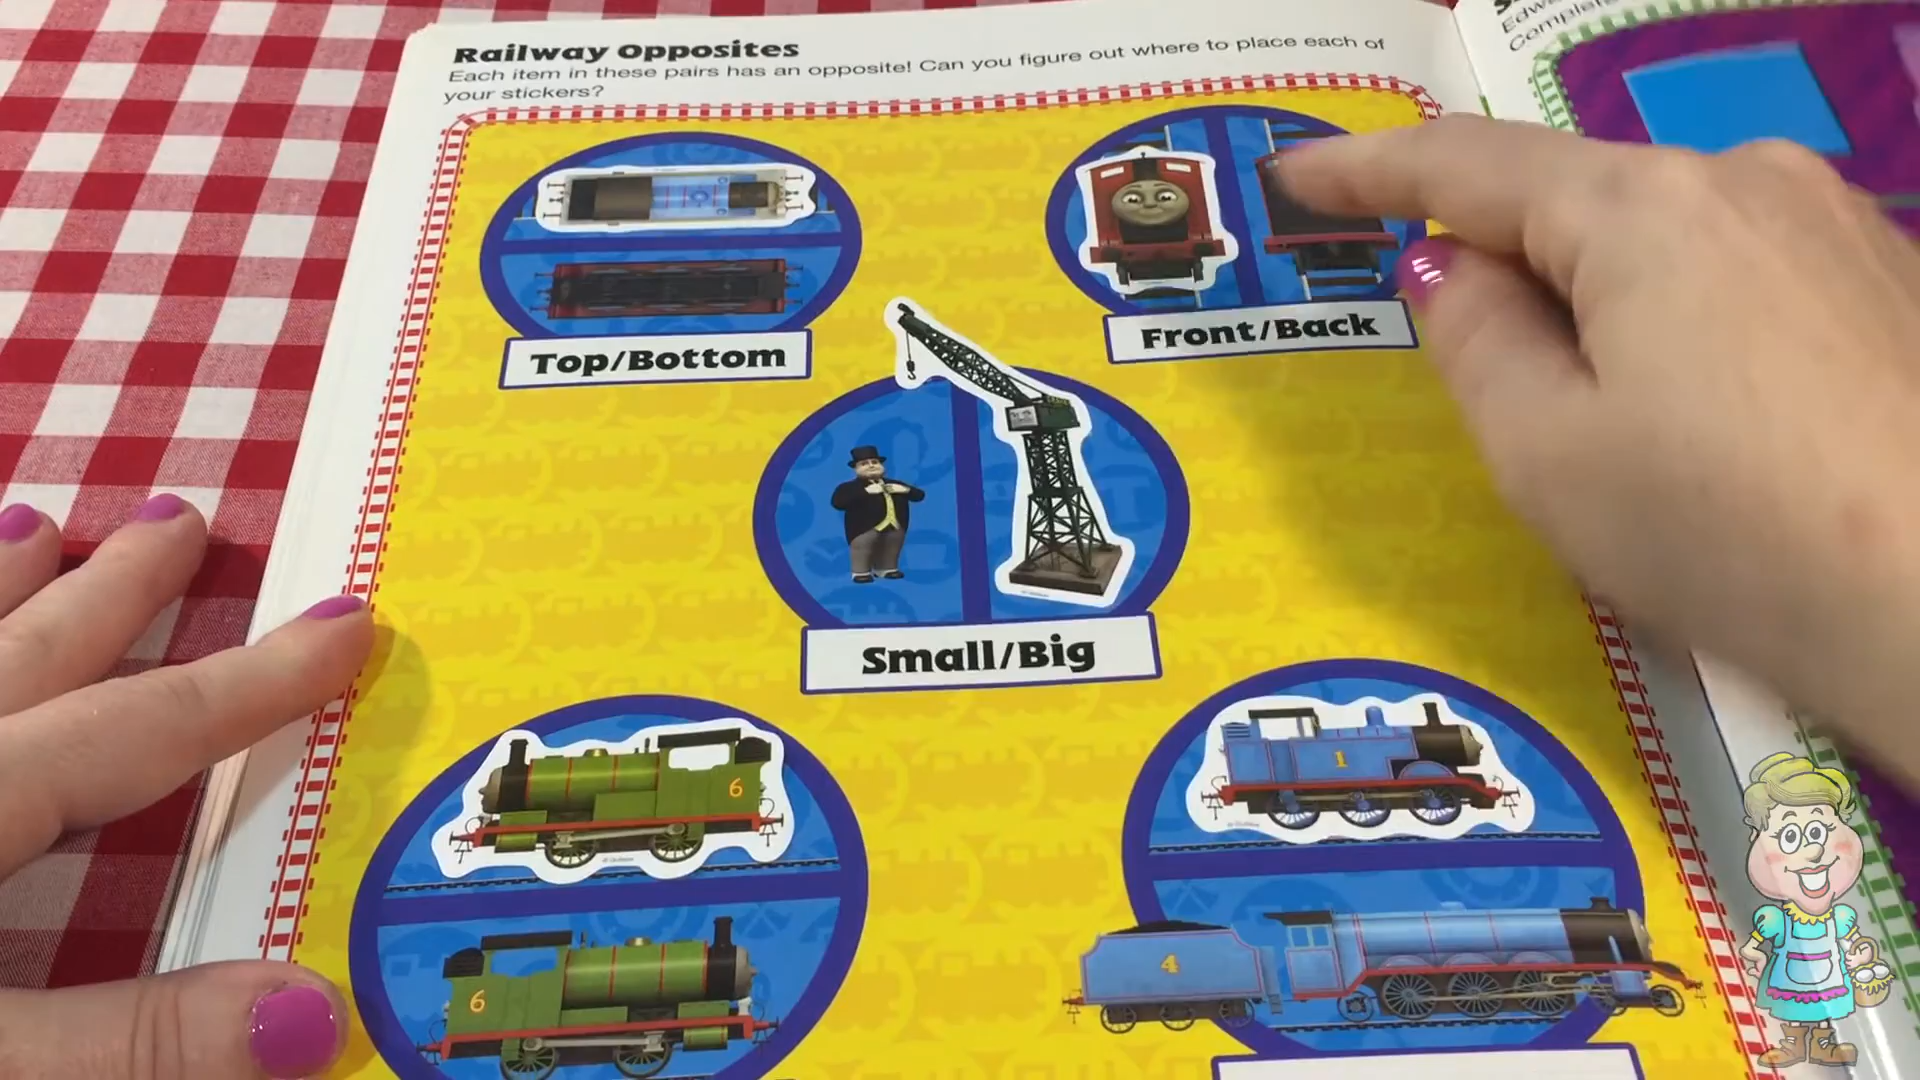 Railway Opposites
Each item in these pairs has an opposite! Can you figure out where to place each of
your stickers?
Top/Bottom
Front/Back
Small/Big
6
1
6
4